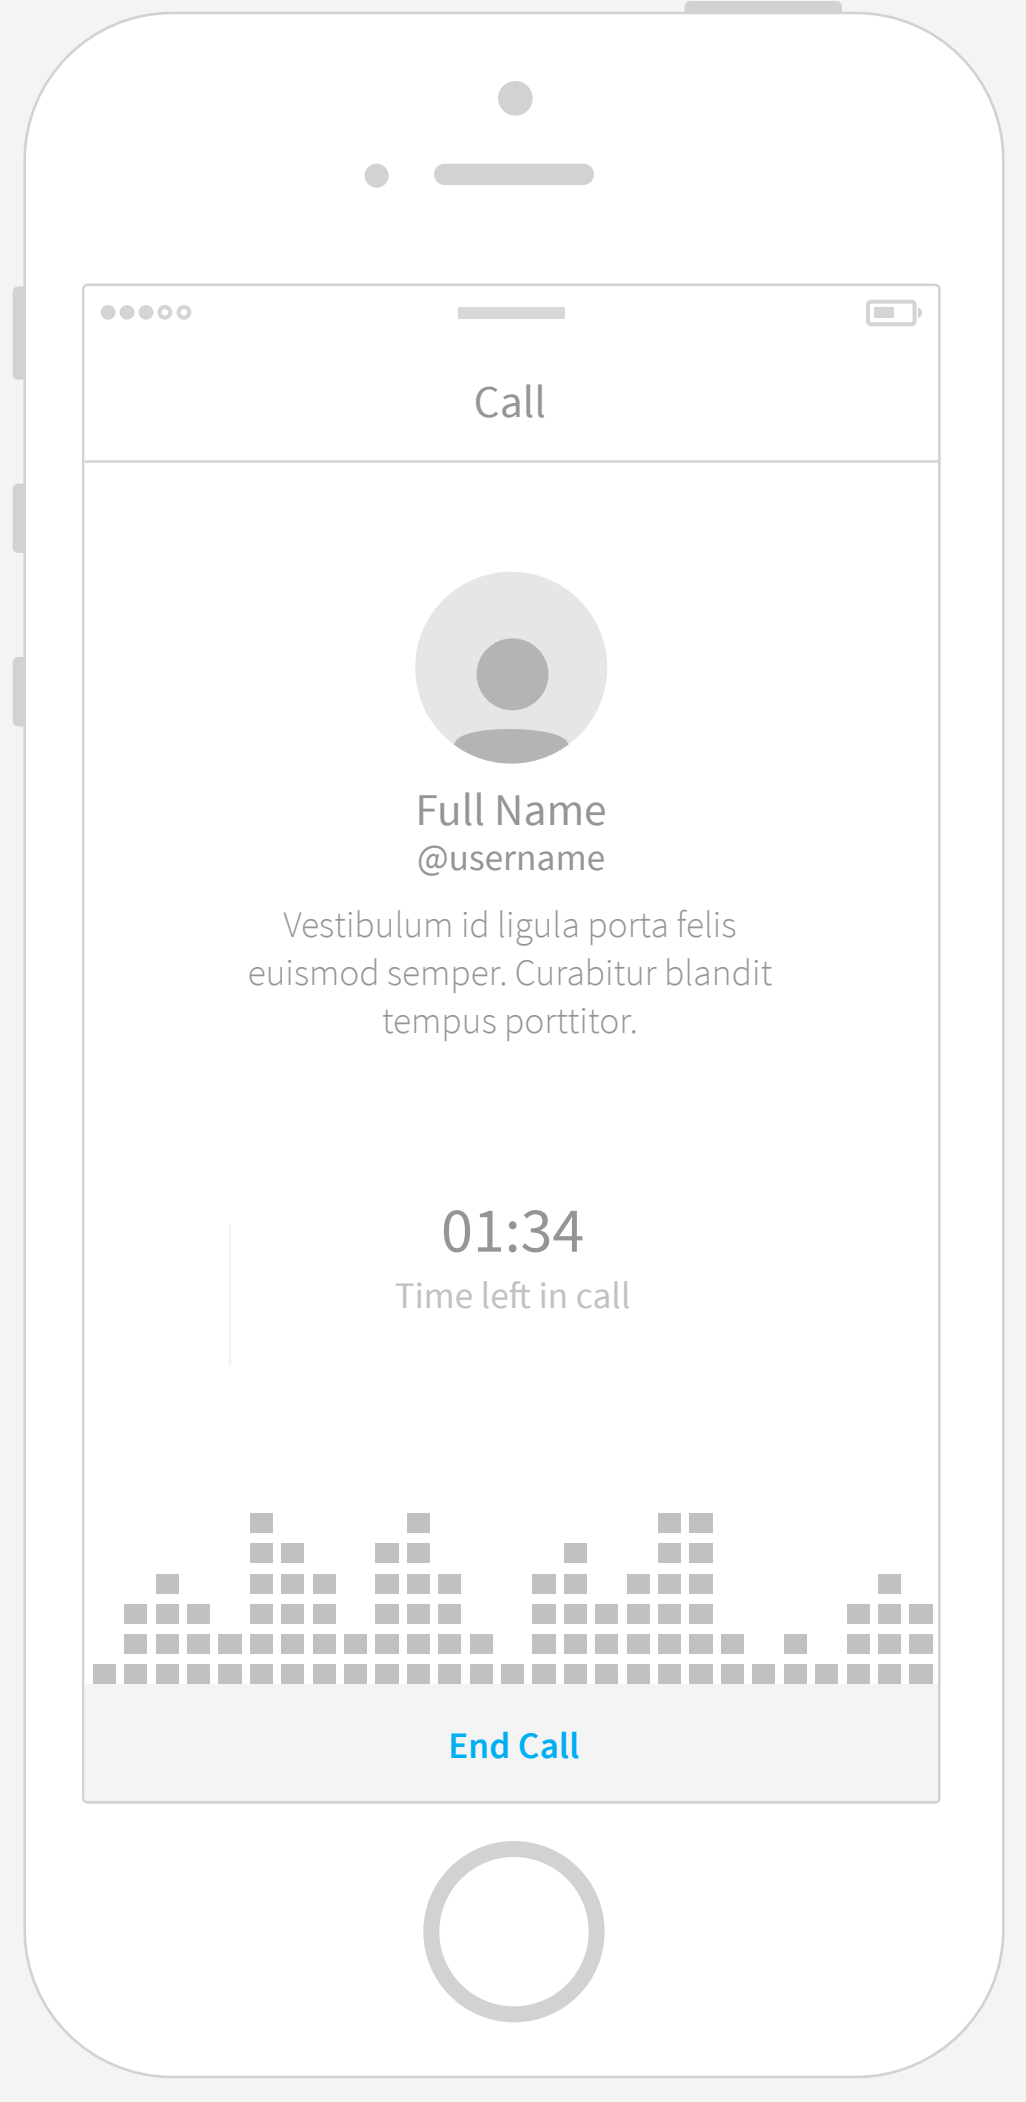 Call
Full Name
@username
Vestibulum id ligula porta felis
euismod semper. Curabitur blandit
tempus porttitor.
01:34
Time left in call
End Call